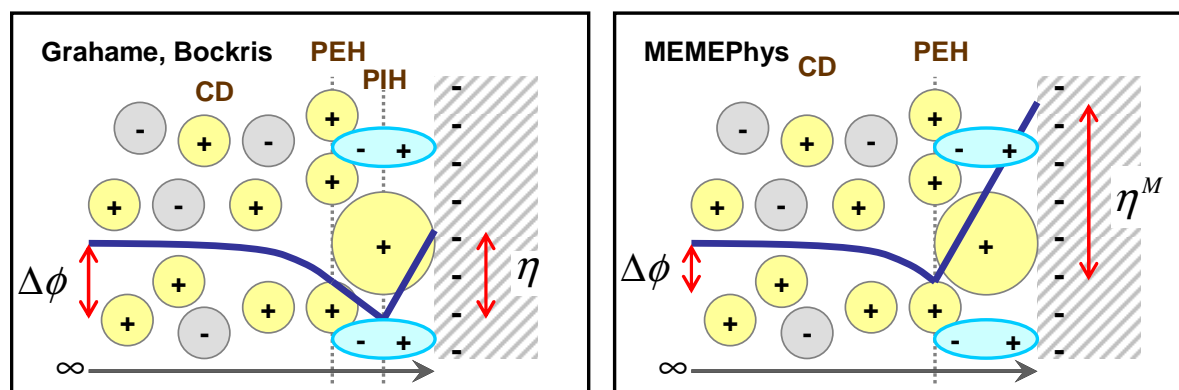 Grahame, Bockris PEH
CD PIH
-
+ -
- + - - +
+ -
+ - + -
+ -
Δϕ + - η
+ + -
+ - - + -
∞
MEMEPhys PEH
CD
-
+ -
- + - - +
+ -
+ - + -
+ - η^M
Δϕ + -
+ + -
+ - - + -
∞